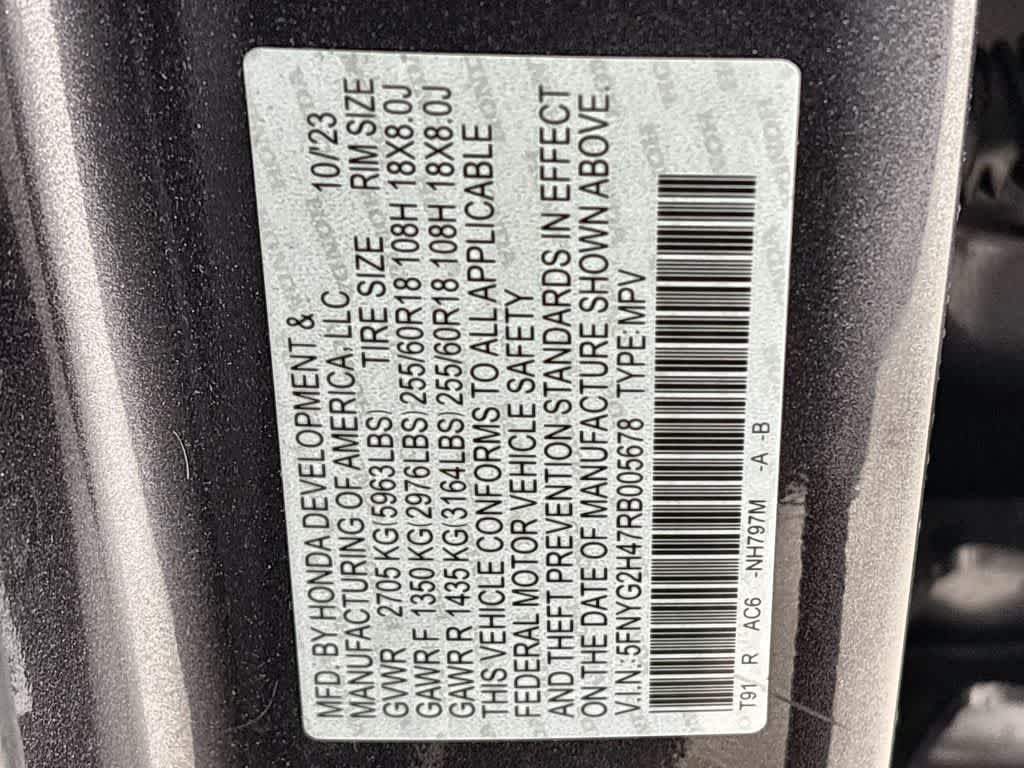 MFD. BY HONDA DEVELOPMENT & 10/'23
MANUFACTURING OF AMERICA, LLC
GVWR 2705 KG(5963LBS) TIRE SIZE RIM SIZE
GAWR F 1350 KG(2976LBS) 255/60R18 108H 18X8.0J
GAWR R 1435 KG(3164LBS) 255/60R18 108H 18X8.0J
THIS VEHICLE CONFORMS TO ALL APPLICABLE
FEDERAL MOTOR VEHICLE SAFETY
AND THEFT PREVENTION STANDARDS IN EFFECT
ON THE DATE OF MANUFACTURE SHOWN ABOVE.
V.I.N.:5FNYG2H47RB005678 TYPE:MPV
T91 R AC6 -NH797M -A -B